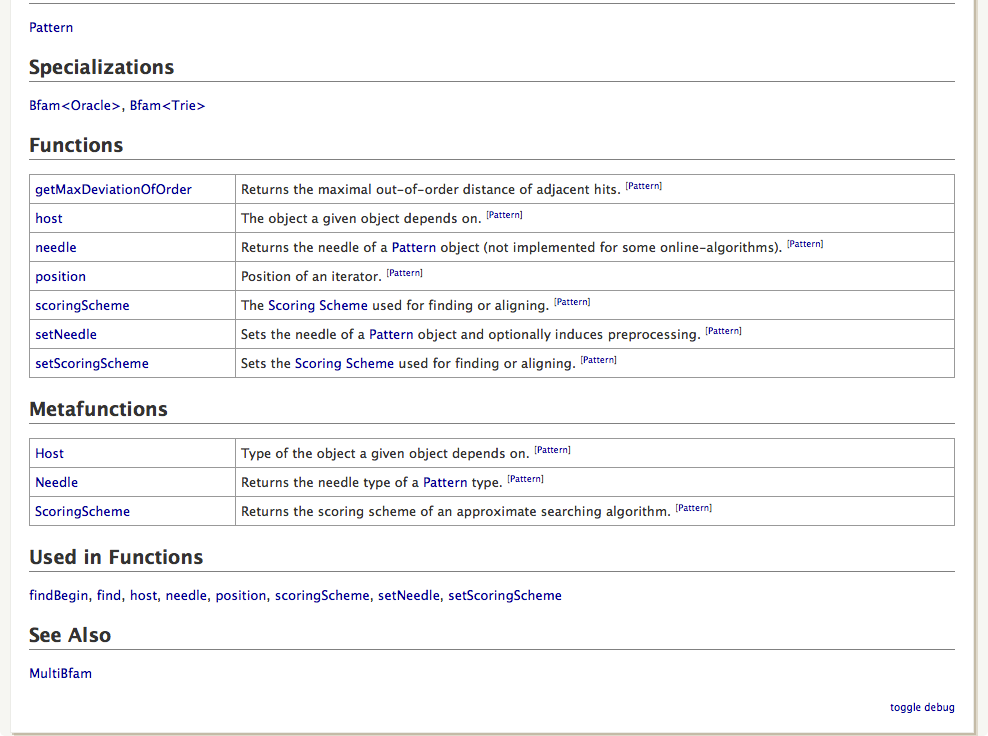 Pattern
Specializations
Bfam<Oracle>, Bfam<Trie>
Functions
getMaxDeviationOfOrder Returns the maximal out-of-order distance of adjacent hits. [Pattern]
host The object a given object depends on. [Pattern]
needle Returns the needle of a Pattern object (not implemented for some online-algorithms). [Pattern]
position Position of an iterator. [Pattern]
scoringScheme The Scoring Scheme used for finding or aligning. [Pattern]
setNeedle Sets the needle of a Pattern object and optionally induces preprocessing. [Pattern]
setScoringScheme Sets the Scoring Scheme used for finding or aligning. [Pattern]
Metafunctions
Host Type of the object a given object depends on. [Pattern]
Needle Returns the needle type of a Pattern type. [Pattern]
ScoringScheme Returns the scoring scheme of an approximate searching algorithm. [Pattern]
Used in Functions
findBegin, find, host, needle, position, scoringScheme, setNeedle, setScoringScheme
See Also
MultiBfam
toggle debug